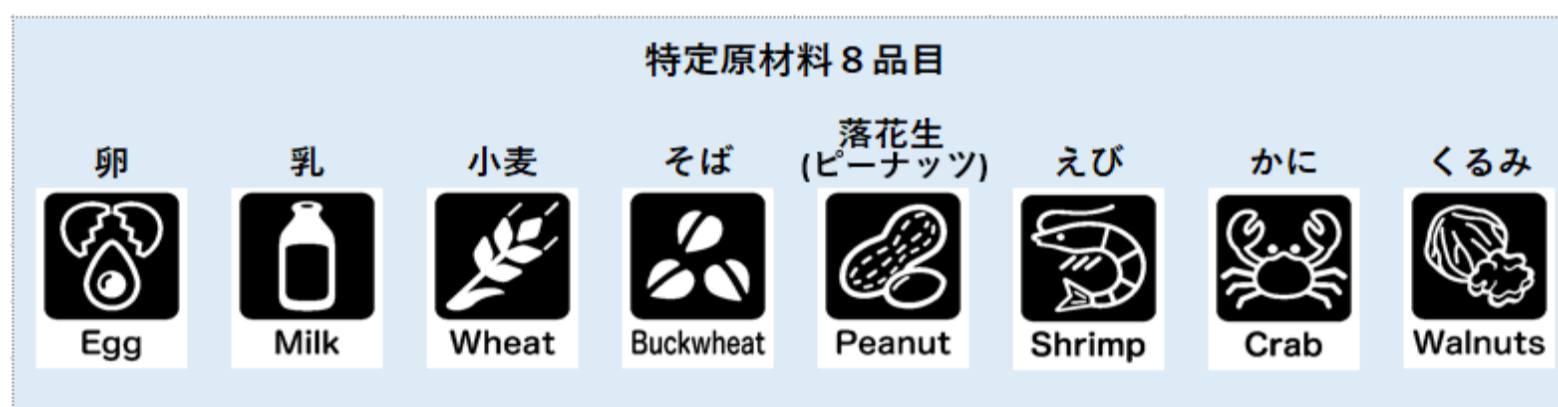 特定原材料８品目
卵 乳 小麦 そば 落花生
(ピーナッツ) えび かに くるみ
Egg Milk Wheat Buckwheat Peanut Shrimp Crab Walnuts